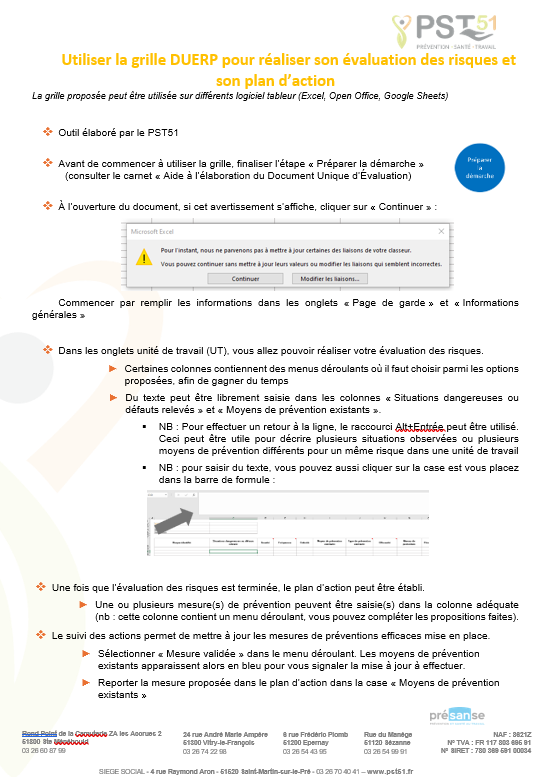 PST51
PRÉVENTION - SANTÉ - TRAVAIL
Utiliser la grille DUERP pour réaliser son évaluation des risques et
son plan d'action
La grille proposée peut être utilisée sur différents logiciel tableur (Excel, Open Office, Google Sheets)
Outil élaboré par le PST51
Avant de commencer à utiliser la grille, finaliser l'étape « Préparer la démarche »
(consulter le carnet « Aide à l'élaboration du Document Unique d'Évaluation)
Préparer
la
démarche
À l'ouverture du document, si cet avertissement s'affiche, cliquer sur « Continuer » :
Microsoft Excel
Pour l'instant, nous ne parvenons pas à mettre à jour certaines des liaisons de votre classeur.
Vous pouvez continuer sans mettre à jour leurs valeurs ou modifier les liaisons qui semblent incorrectes.
Continuer
Modifier les liaisons...
Commencer par remplir les informations dans les onglets « Page de garde » et « Informations
générales »
Dans les onglets unité de travail (UT), vous allez pouvoir réaliser votre évaluation des risques.
Certaines colonnes contiennent des menus déroulants où il faut choisir parmi les options
proposées, afin de gagner du temps
Du texte peut être librement saisie dans les colonnes « Situations dangereuses ou
défauts relevés » et « Moyens de prévention existants ».
NB : Pour effectuer un retour à la ligne, le raccourci Alt+Entrée peut être utilisé.
Ceci peut être utile pour décrire plusieurs situations observées ou plusieurs
moyens de prévention différents pour un même risque dans une unité de travail
NB : pour saisir du texte, vous pouvez aussi cliquer sur la case est vous placez
dans la barre de formule :
Une fois que l'évaluation des risques est terminée, le plan d'action peut être établi.
Une ou plusieurs mesure(s) de prévention peuvent être saisie(s) dans la colonne adéquate
(nb : cette colonne contient un menu déroulant, vous pouvez compléter les propositions faites).
Le suivi des actions permet de mettre à jour les mesures de préventions efficaces mise en place.
Sélectionner « Mesure validée » dans le menu déroulant. Les moyens de prévention
existants apparaissent alors en bleu pour vous signaler la mise à jour à effectuer.
Reporter la mesure proposée dans le plan d'action dans la case « Moyens de prévention
existants »
présanse
Rond Point de la ZA les Accrues 2
51800 Ste Ménéhould
03 26 60 87 99
24 rue André Marie Ampère
51300 Vitry-le-François
03 26 74 22 98
6 rue Frédéric Plomb
51200 Epernay
03 26 54 43 95
Rue du Manège
51120 Sézanne
03 26 54 99 91
NAF : 8621Z
N° TVA : FR 117 803 695 91
N° SIRET : 780 369 591 00034
SIEGE SOCIAL - 4 rue Raymond Aron - 51520 Saint-Martin-sur-le-Pré - 03 26 70 40 41 – www.pst51.fr